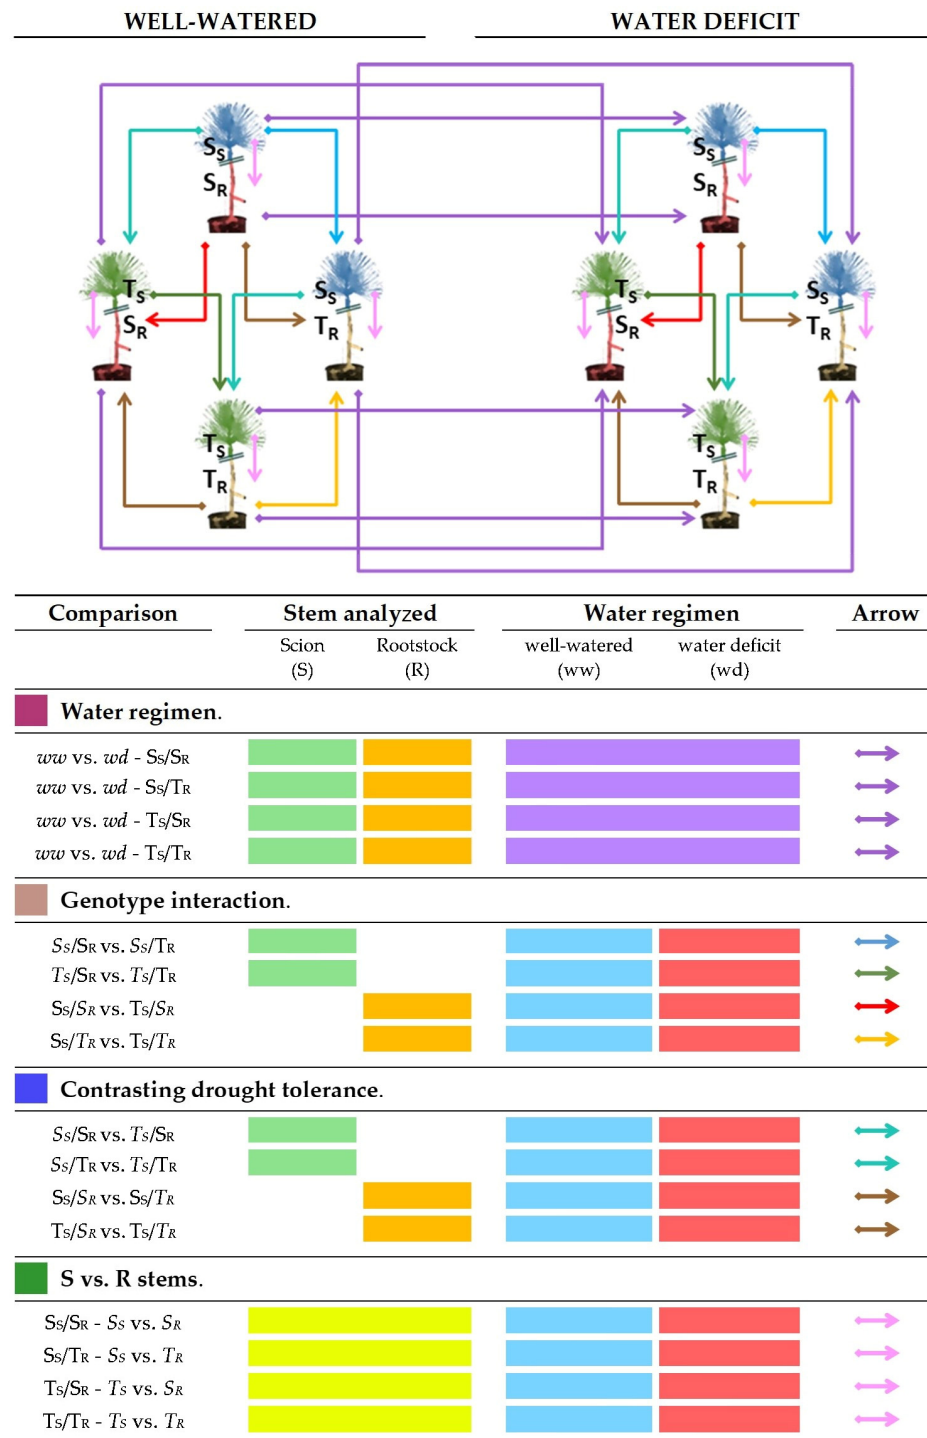 WELL-WATERED WATER DEFICIT
SS SS
SR SR
TS SS TS SS
SR TR SR TR
TS TS
TR TR
Comparison Stem analyzed Water regimen Arrow
Scion Rootstock well-watered water deficit
(S) (R) (ww) (wd)
Water regimen.
ww vs. wd - SS/SR
ww vs. wd - SS/TR
ww vs. wd - TS/SR
ww vs. wd - TS/TR
Genotype interaction.
SS/SR vs. SS/TR
TS/SR vs. TS/TR
SS/SR vs. TS/SR
SS/TR vs. TS/TR
Contrasting drought tolerance.
SS/SR vs. TS/SR
SS/TR vs. TS/TR
SS/SR vs. SS/TR
TS/SR vs. TS/TR
S vs. R stems.
SS/SR - SS vs. SR
SS/TR - SS vs. TR
TS/SR - TS vs. SR
TS/TR - TS vs. TR